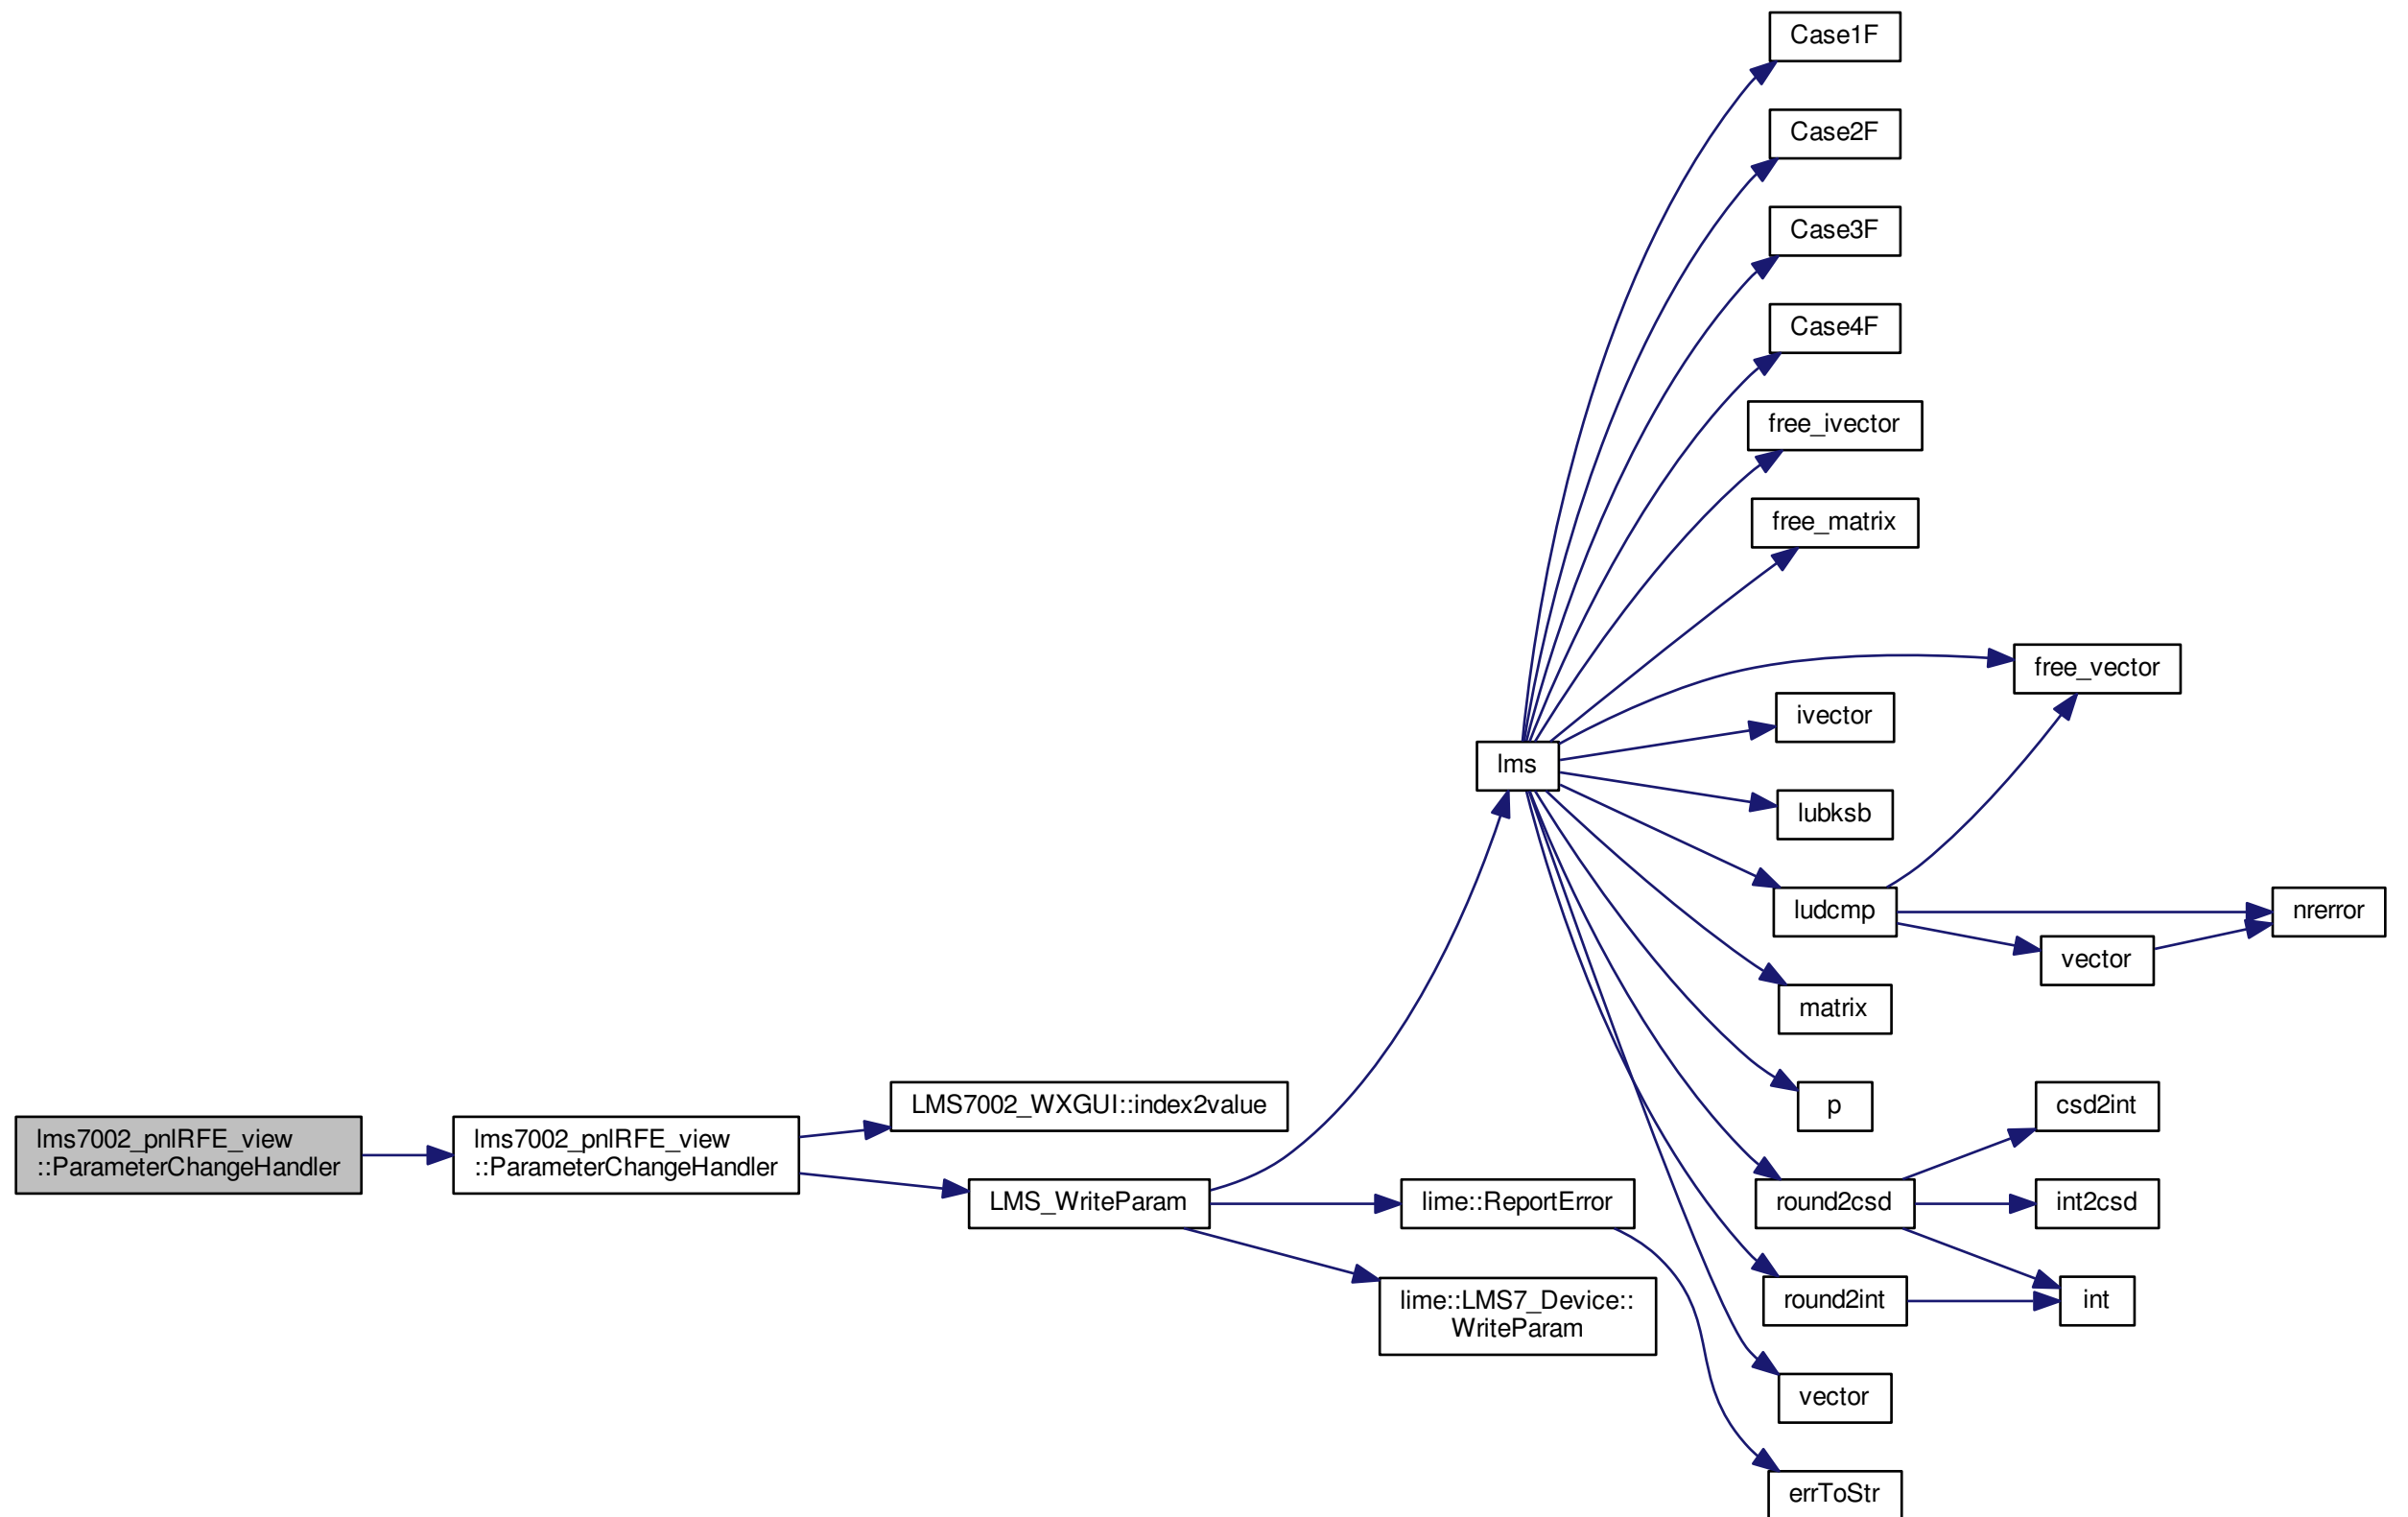 Case1F
Case2F
Case3F
Case4F
free_ivector
free_matrix
free_vector
ivector
lms
lubksb
ludcmp
nrerror
vector
matrix
LMS7002_WXGUI::index2value
p
csd2int
lms7002_pnlRFE_view
::ParameterChangeHandler
lms7002_pnlRFE_view
::ParameterChangeHandler
LMS_WriteParam
lime::ReportError
round2csd
int2csd
lime::LMS7_Device::
WriteParam
round2int
int
vector
errToStr